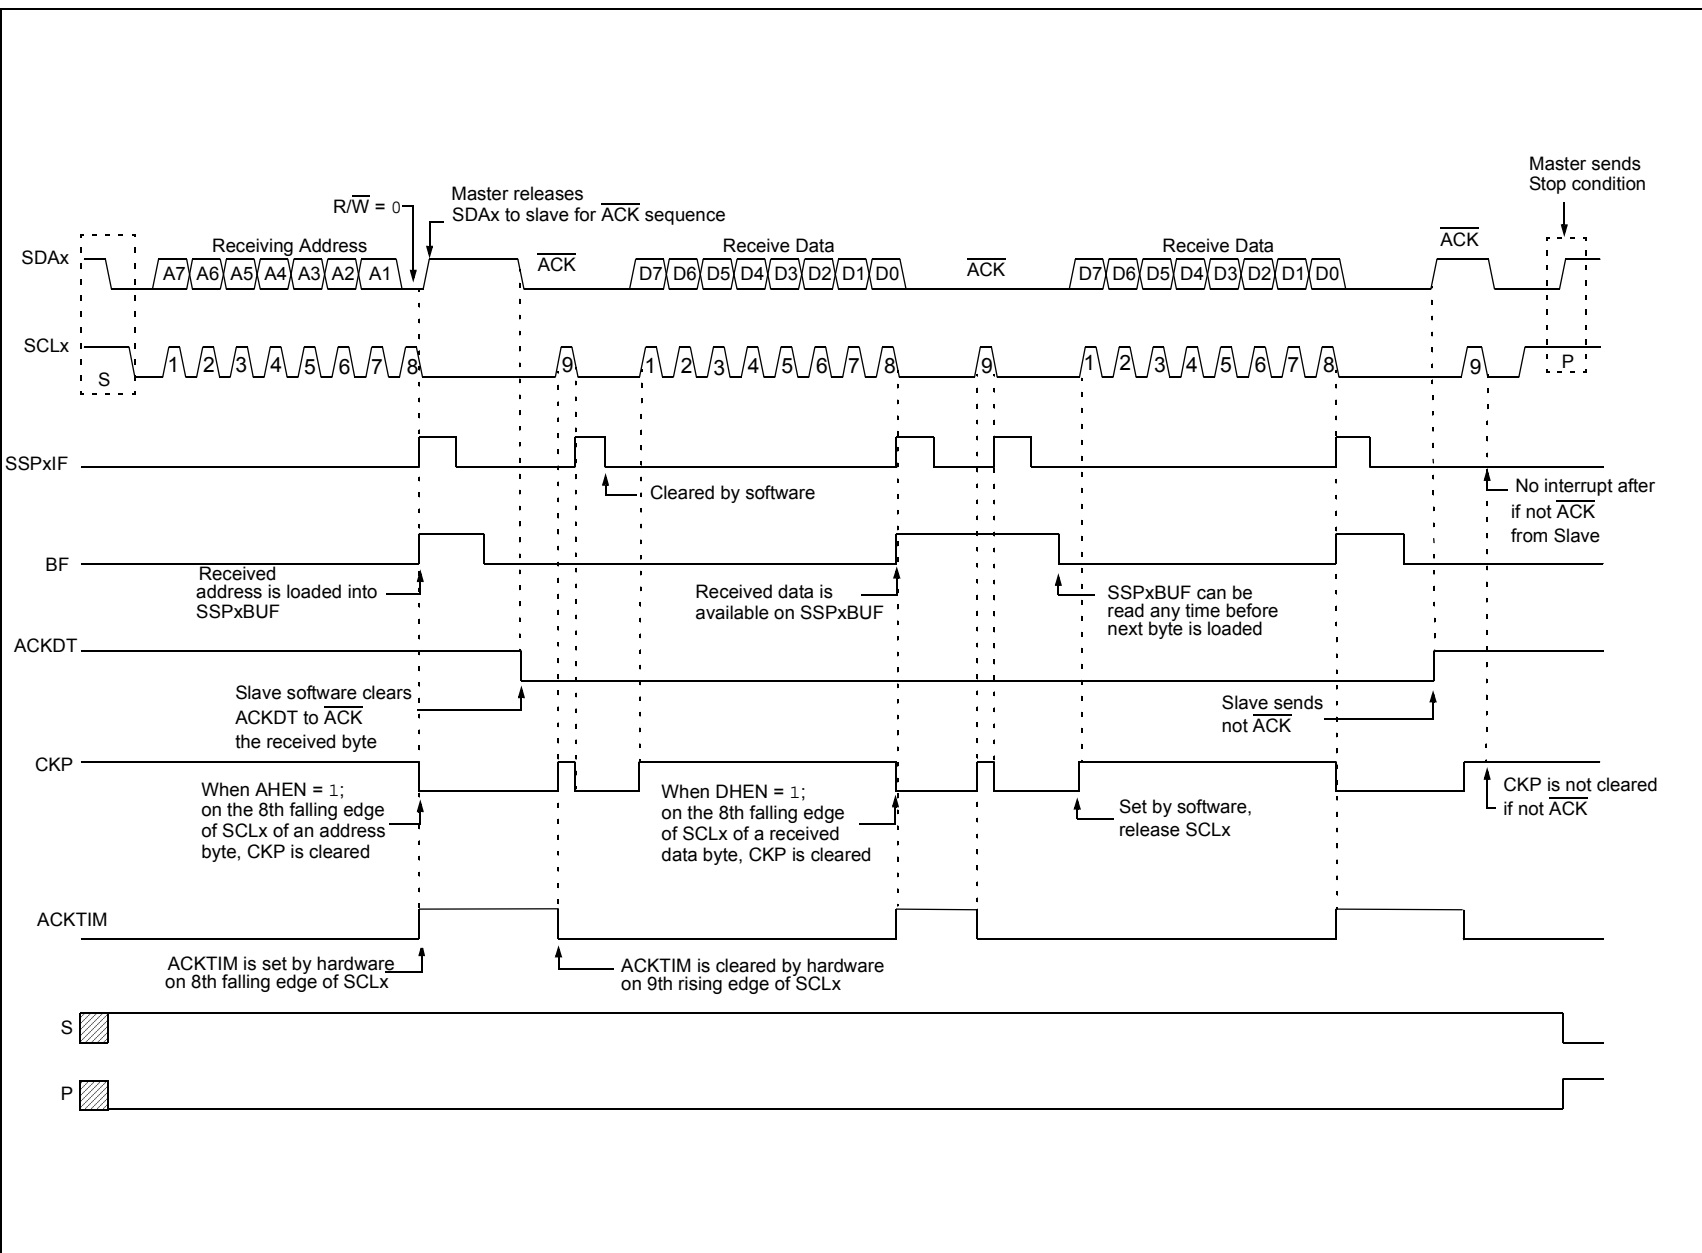 Master sends
Stop condition
Master releases
SDAx to slave for A̅C̅K̅ sequence
R/W̅ = 0
SDAx
Receiving Address
A7 A6 A5 A4 A3 A2 A1
A̅C̅K̅
Receive Data
D7 D6 D5 D4 D3 D2 D1 D0
A̅C̅K̅
Receive Data
D7 D6 D5 D4 D3 D2 D1 D0
A̅C̅K̅
SCLx
S
1 2 3 4 5 6 7 8 9
1 2 3 4 5 6 7 8 9
1 2 3 4 5 6 7 8 9
P
SSPxIF
Cleared by software
No interrupt after
if not A̅C̅K̅
from Slave
BF
Received
address is loaded into
SSPxBUF
Received data is
available on SSPxBUF
SSPxBUF can be
read any time before
next byte is loaded
ACKDT
Slave software clears
ACKDT to A̅C̅K̅
the received byte
Slave sends
not A̅C̅K̅
CKP
When AHEN = 1;
on the 8th falling edge
of SCLx of an address
byte, CKP is cleared
When DHEN = 1;
on the 8th falling edge
of SCLx of a received
data byte, CKP is cleared
Set by software,
release SCLx
CKP is not cleared
if not A̅C̅K̅
ACKTIM
ACKTIM is set by hardware
on 8th falling edge of SCLx
ACKTIM is cleared by hardware
on 9th rising edge of SCLx
S
P